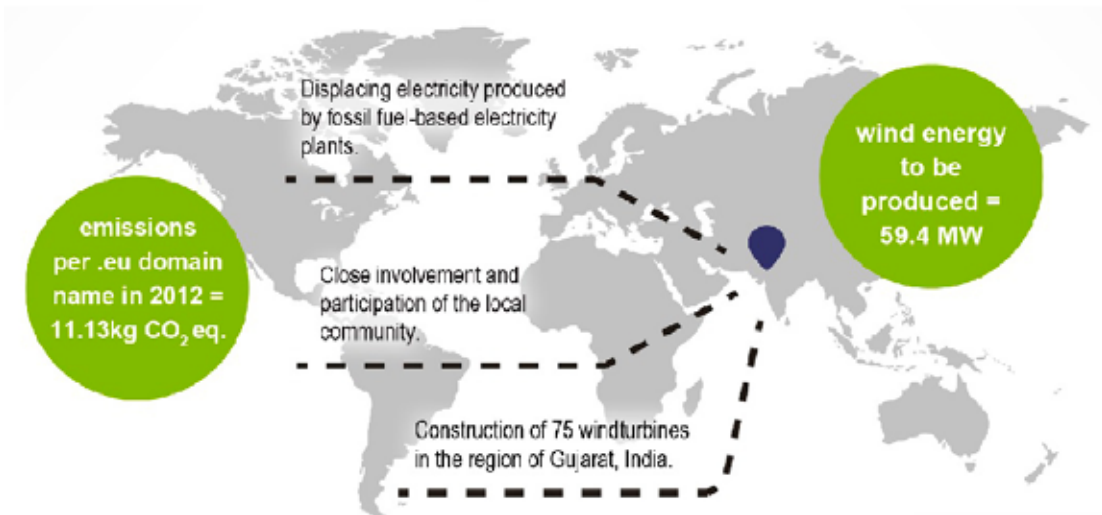 Displacing electricity produced
by fossil fuel-based electricity
plants.
wind energy
to be
produced =
59.4 MW
emissions
per .eu domain
name in 2012 =
11.13kg CO₂ eq.
Close involvement and
participation of the local
community.
Construction of 75 windturbines
in the region of Gujarat, India.